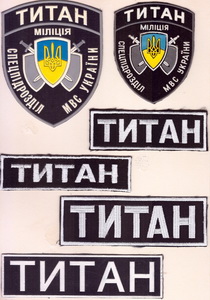 ТИТАН
МІЛІЦІЯ
СПЕЦПІДРОЗДІЛ
МВС УКРАЇНИ
ТИТАН
МІЛІЦІЯ
СПЕЦПІДРОЗДІЛ
МВС УКРАЇНИ
ТИТАН
ТИТАН
ТИТАН
ТИТАН